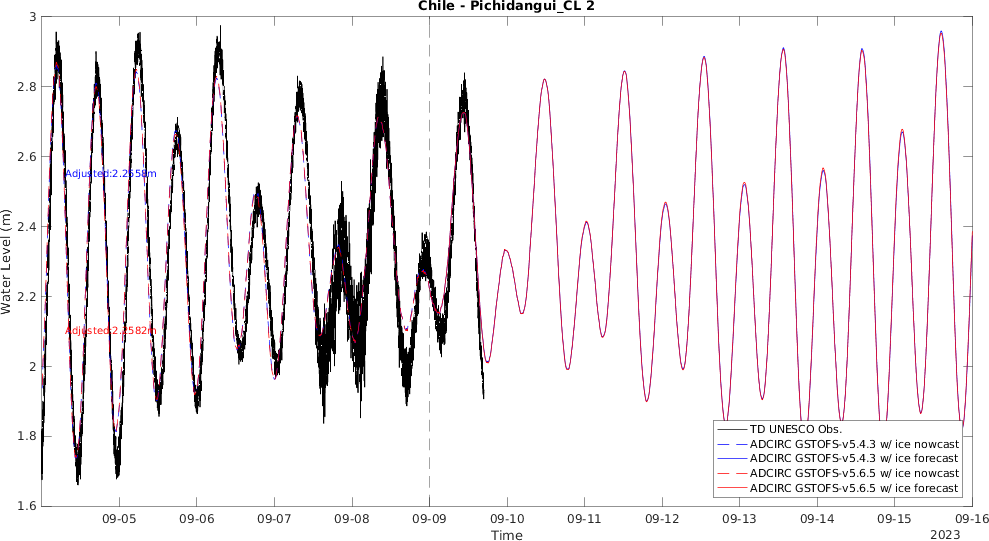 Chile - Pichidangui_CL 2
3
2.8
2.6
2.4
2.2
2
1.8
1.6
Water Level (m)
Adjusted:2.2558m
Adjusted:2.2582m
TD UNESCO Obs.
ADCIRC GSTOFS-v5.4.3 w/ ice nowcast
ADCIRC GSTOFS-v5.4.3 w/ ice forecast
ADCIRC GSTOFS-v5.6.5 w/ ice nowcast
ADCIRC GSTOFS-v5.6.5 w/ ice forecast
09-05 09-06 09-07 09-08 09-09 09-10 09-11 09-12 09-13 09-14 09-15 09-16
Time
2023